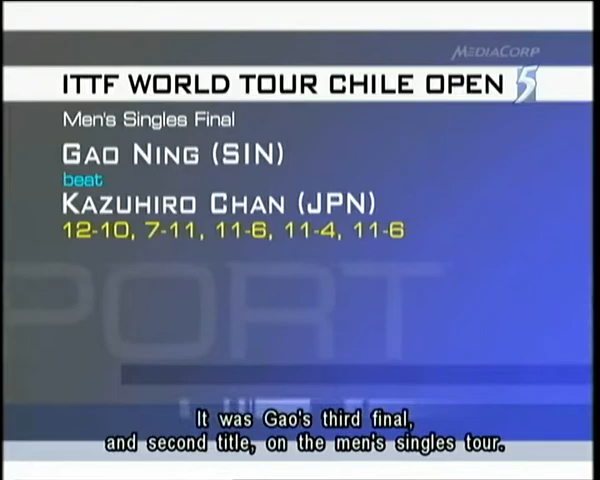 MEDIACORP
ITTF WORLD TOUR CHILE OPEN 5
Men's Singles Final
GAO NING (SIN)
beat
KAZUHIRO CHAN (JPN)
12-10, 7-11, 11-6, 11-4, 11-6
PORT
It was Gao's third final,
and second title, on the men's singles tour.